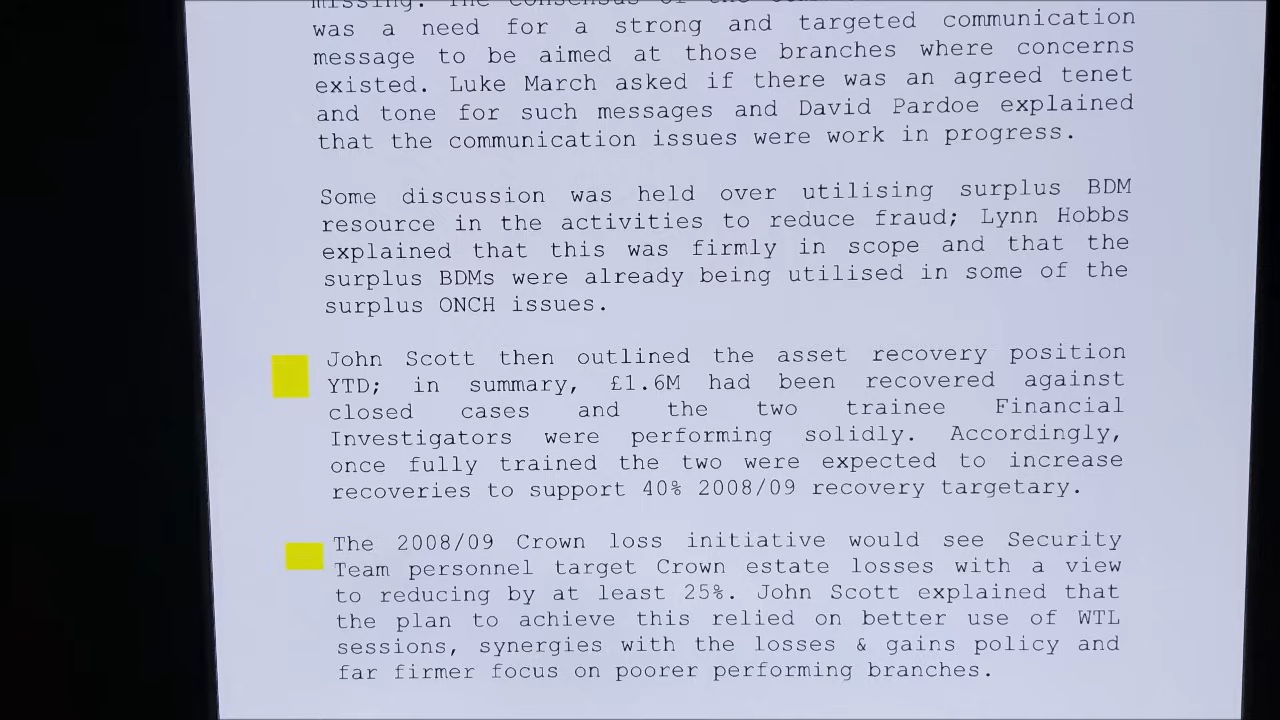 missing. The consensus of the
was a need for a strong and targeted communication
message to be aimed at those branches where concerns
existed. Luke March asked if there was an agreed tenet
and tone for such messages and David Pardoe explained
that the communication issues were work in progress.
Some discussion was held over utilising surplus BDM
resource in the activities to reduce fraud; Lynn Hobbs
explained that this was firmly in scope and that the
surplus BDMs were already being utilised in some of the
surplus ONCH issues.
John Scott then outlined the asset recovery position
YTD; in summary, £1.6M had been recovered against
closed cases and the two trainee Financial
Investigators were performing solidly. Accordingly,
once fully trained the two were expected to increase
recoveries to support 40% 2008/09 recovery targetary.
The 2008/09 Crown loss initiative would see Security
Team personnel target Crown estate losses with a view
to reducing by at least 25%. John Scott explained that
the plan to achieve this relied on better use of WTL
sessions, synergies with the losses & gains policy and
far firmer focus on poorer performing branches.